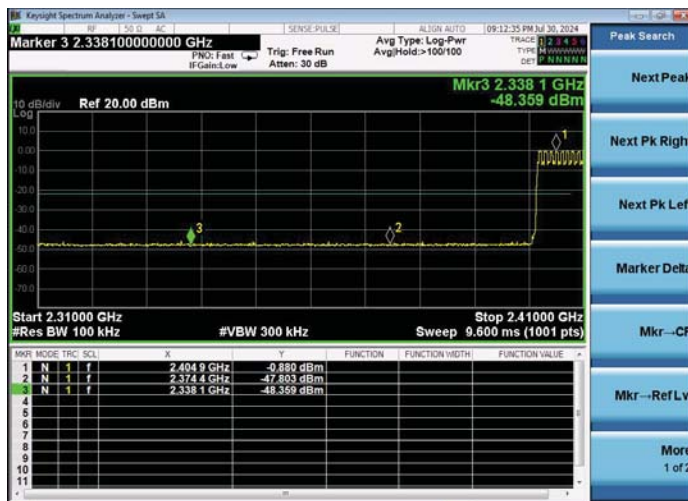 Keysight Spectrum Analyzer - Swept SA
RF 50 Ω AC SENSE:PULSE ALIGN AUTO 09:12:35 PM Jul 30, 2024
Marker 3 2.338100000000 GHz
PNO: Fast
IFGain:Low
Trig: Free Run
Atten: 30 dB
Avg Type: Log-Pwr
Avg|Hold:>100/100
TRACE 1 2 3 4 5 6
TYPE M
DET P N N N N N
Peak Search
Mkr3 2.338 1 GHz
-48.359 dBm
10 dB/div Ref 20.00 dBm
Log
10.0
0.00
-10.0
-20.0
-30.0
-40.0
-50.0
-60.0
-70.0
1
2
3
Start 2.31000 GHz Stop 2.41000 GHz
#Res BW 100 kHz #VBW 300 kHz Sweep 9.600 ms (1001 pts)
MKR MODE TRC SCL X Y FUNCTION FUNCTION WIDTH FUNCTION VALUE
1 N 1 f 2.404 9 GHz -0.880 dBm
2 N 1 f 2.374 4 GHz -47.803 dBm
3 N 1 f 2.338 1 GHz -48.359 dBm
4
5
6
7
8
9
10
11
Next Peak
Next Pk Right
Next Pk Left
Marker Delta
Mkr→CF
Mkr→Ref Lv
More
1 of 2